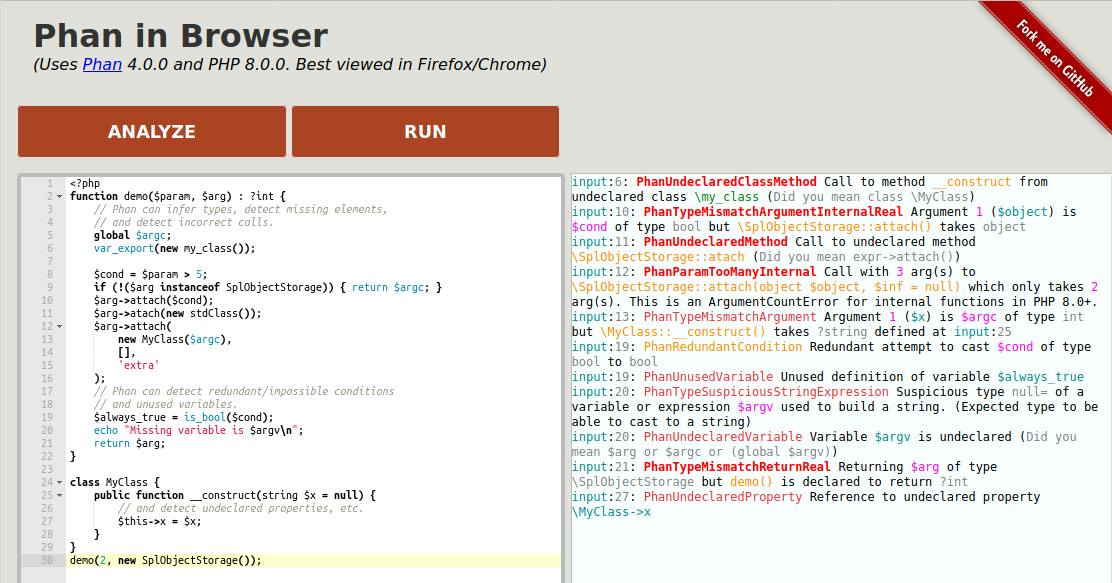 Phan in Browser
(Uses Phan 4.0.0 and PHP 8.0.0. Best viewed in Firefox/Chrome)
Fork me on GitHub
ANALYZE
RUN
1 <?php
2 function demo($param, $arg) : ?int {
3 // Phan can infer types, detect missing elements,
4 // and detect incorrect calls.
5 global $argc;
6 var_export(new my_class());
7
8 $cond = $param > 5;
9 if (!($arg instanceof SplObjectStorage)) { return $argc; }
10 $arg->attach($cond);
11 $arg->atach(new stdClass());
12 $arg->attach(
13 new MyClass($argc),
14 [],
15 'extra'
16 );
17 // Phan can detect redundant/impossible conditions
18 // and unused variables.
19 $always_true = is_bool($cond);
20 echo "Missing variable is $argv\n";
21 return $arg;
22 }
23
24 class MyClass {
25 public function __construct(string $x = null) {
26 // and detect undeclared properties, etc.
27 $this->x = $x;
28 }
29 }
30 demo(2, new SplObjectStorage());
input:6: PhanUndeclaredClassMethod Call to method __construct from
undeclared class \my_class (Did you mean class \MyClass)
input:10: PhanTypeMismatchArgumentInternalReal Argument 1 ($object) is
$cond of type bool but \SplObjectStorage::attach() takes object
input:11: PhanUndeclaredMethod Call to undeclared method
\SplObjectStorage::atach (Did you mean expr->attach())
input:12: PhanParamTooManyInternal Call with 3 arg(s) to
\SplObjectStorage::attach(object $object, $inf = null) which only takes 2
arg(s). This is an ArgumentCountError for internal functions in PHP 8.0+.
input:13: PhanTypeMismatchArgument Argument 1 ($x) is $argc of type int
but \MyClass::__construct() takes ?string defined at input:25
input:19: PhanRedundantCondition Redundant attempt to cast $cond of type
bool to bool
input:19: PhanUnusedVariable Unused definition of variable $always_true
input:20: PhanTypeSuspiciousStringExpression Suspicious type null= of a
variable or expression $argv used to build a string. (Expected type to be
able to cast to a string)
input:20: PhanUndeclaredVariable Variable $argv is undeclared (Did you
mean $arg or $argc or (global $argv))
input:21: PhanTypeMismatchReturnReal Returning $arg of type
\SplObjectStorage but demo() is declared to return ?int
input:27: PhanUndeclaredProperty Reference to undeclared property
\MyClass->x